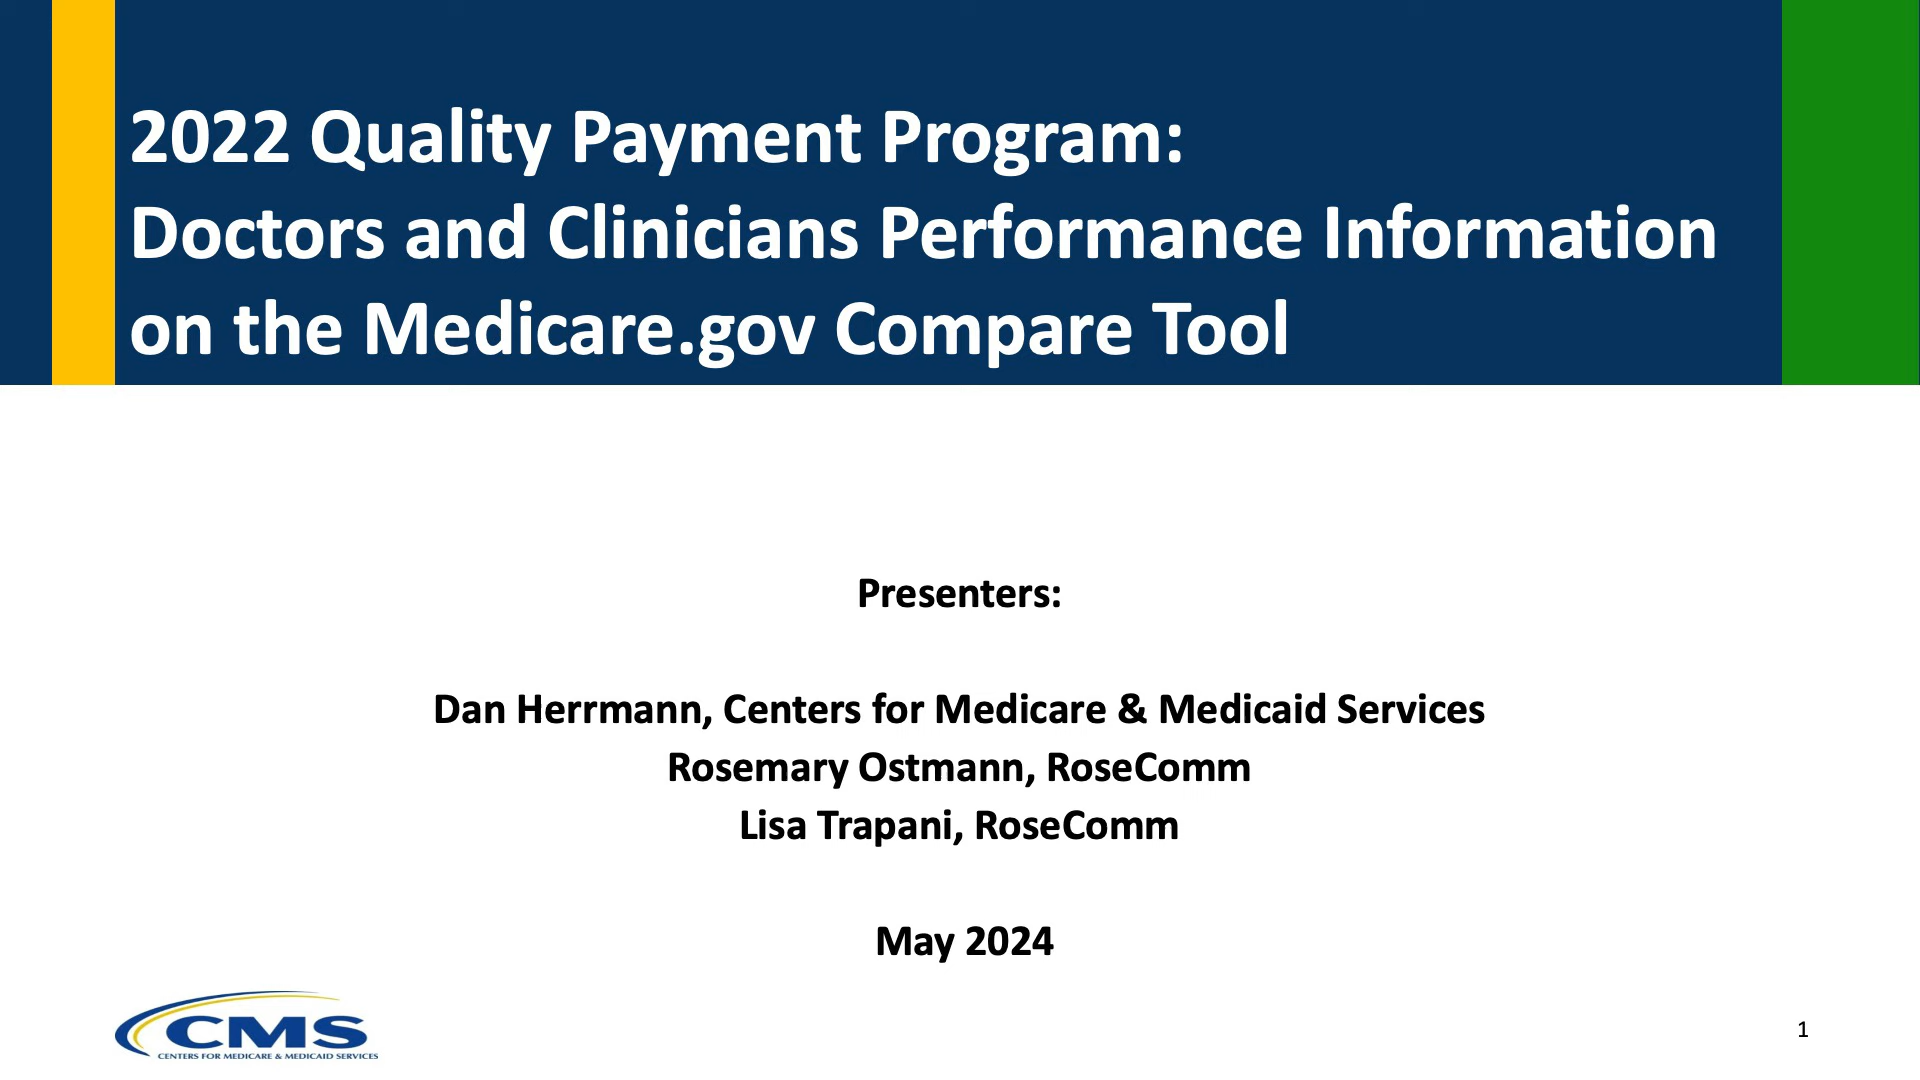 2022 Quality Payment Program:
Doctors and Clinicians Performance Information
on the Medicare.gov Compare Tool
Presenters:
Dan Herrmann, Centers for Medicare & Medicaid Services
Rosemary Ostmann, RoseComm
Lisa Trapani, RoseComm
May 2024
CMS
CENTERS FOR MEDICARE & MEDICAID SERVICES
1